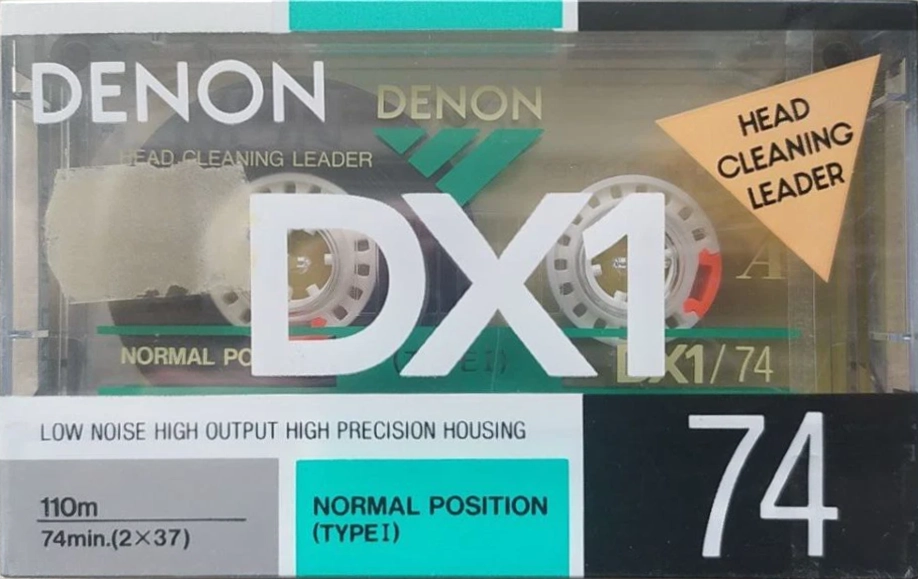 DENON
DENON
HEAD CLEANING LEADER
HEAD
CLEANING
LEADER
DX1
A
NORMAL PO
(TYPE I)
DX1/74
LOW NOISE HIGH OUTPUT HIGH PRECISION HOUSING
74
110m
74min.(2×37)
NORMAL POSITION
(TYPE I)